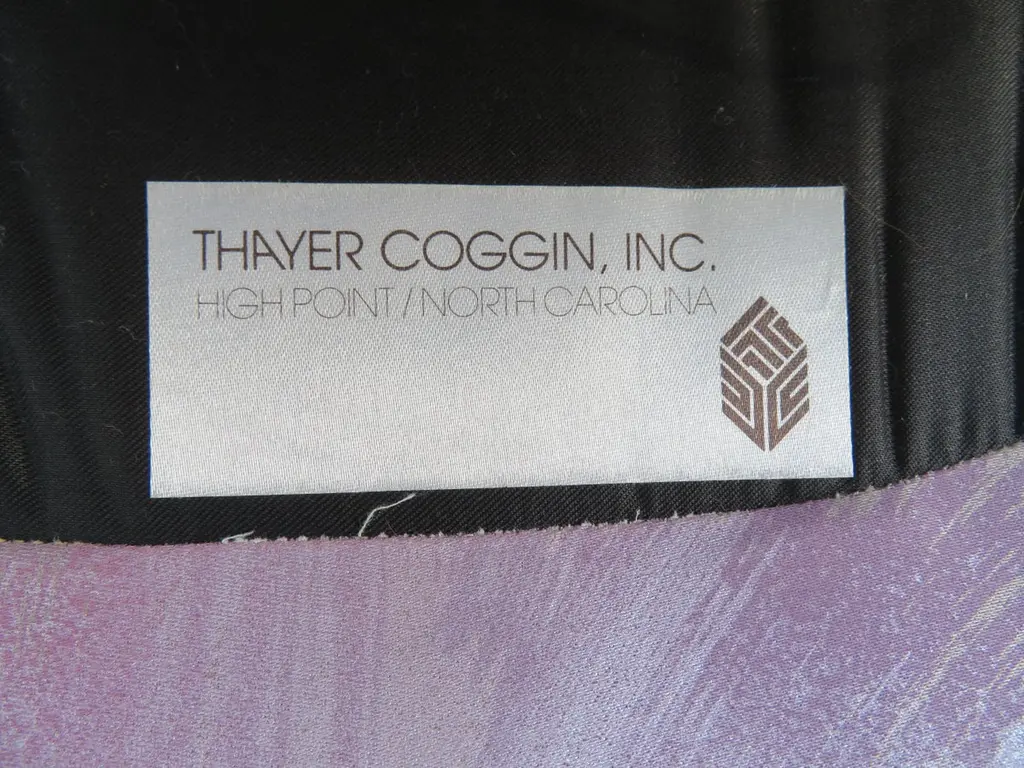 THAYER COGGIN, INC.
HIGH POINT / NORTH CAROLINA